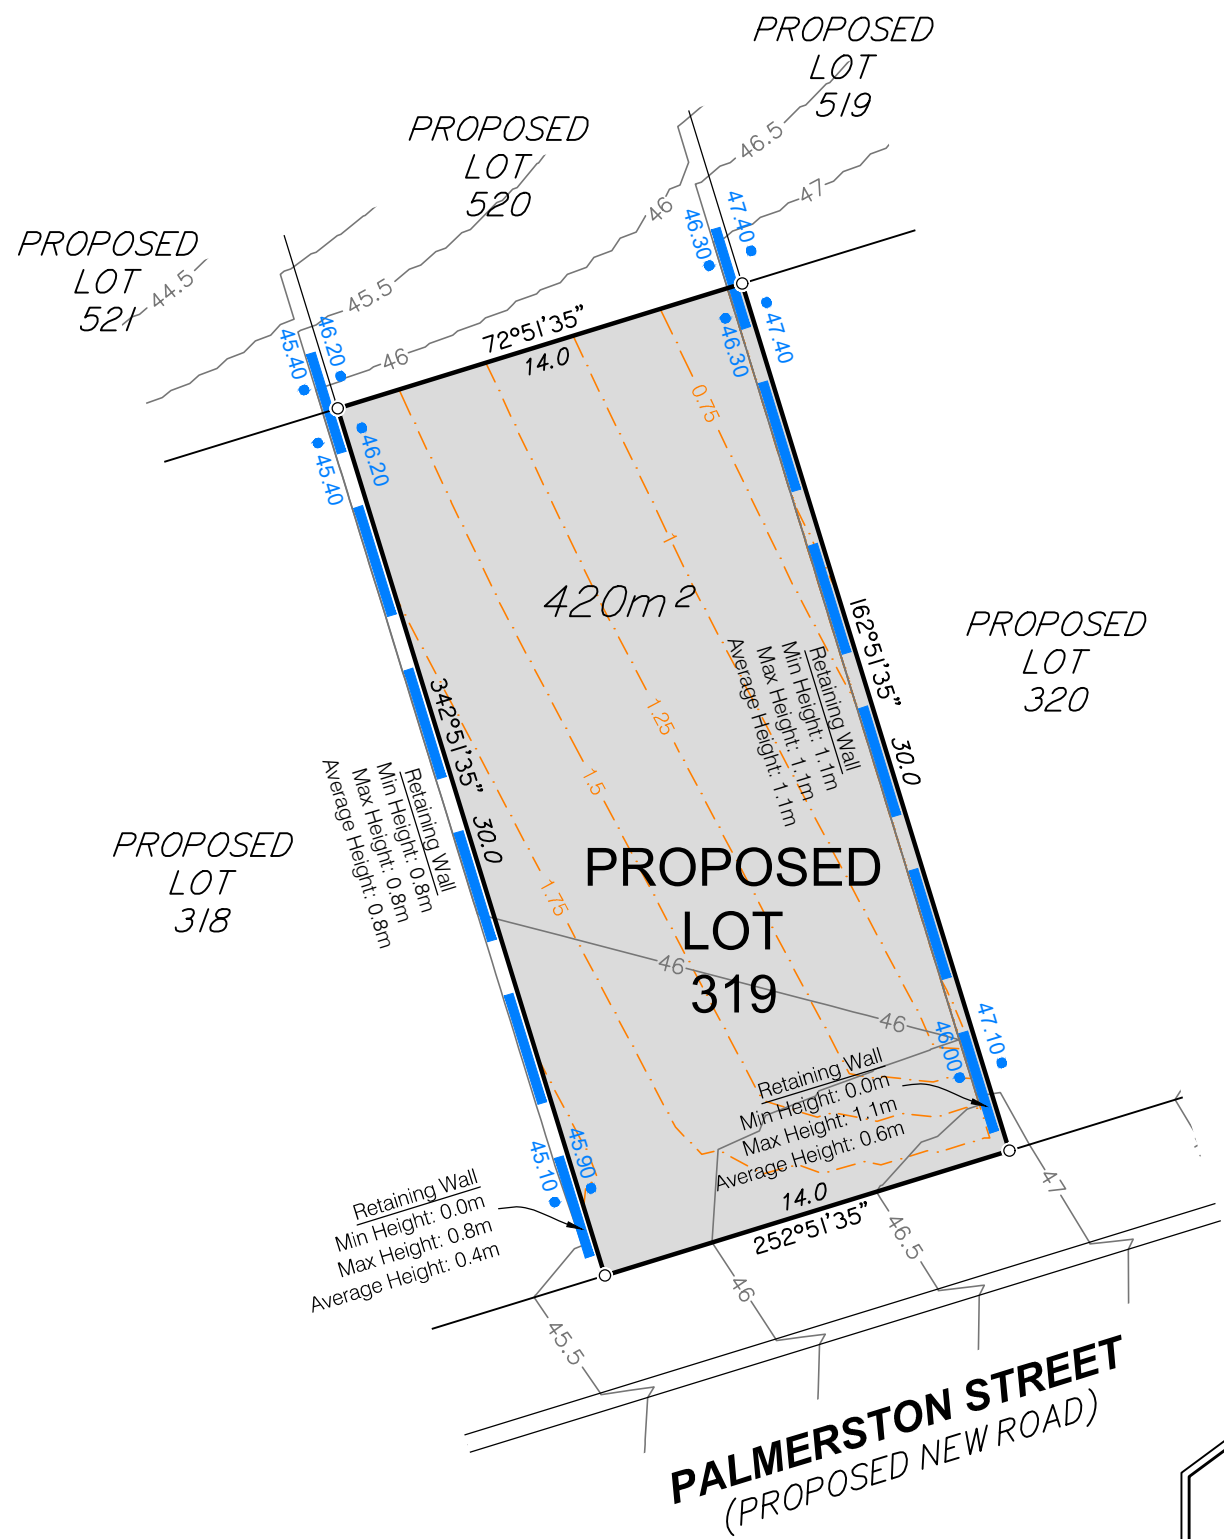 PROPOSED
LOT
519
PROPOSED
LOT
520
PROPOSED
LOT
521
44.5
45.5
46
46
46.5
47
47.40
46.30
47.40
46.30
46.20
45.40
46.20
45.40
72°51'35"
14.0
0.75
1
1.25
1.5
1.75
420m²
162°51'35"
30.0
Retaining Wall
Min Height: 1.1m
Max Height: 1.1m
Average Height: 1.1m
PROPOSED
LOT
320
342°51'35"
30.0
Retaining Wall
Min Height: 0.8m
Max Height: 0.8m
Average Height: 0.8m
PROPOSED
LOT
318
PROPOSED
LOT
319
46
46
46.00
47.10
Retaining Wall
Min Height: 0.0m
Max Height: 1.1m
Average Height: 0.6m
45.10
45.90
Retaining Wall
Min Height: 0.0m
Max Height: 0.8m
Average Height: 0.4m
14.0
252°51'35"
45.5
46
46.5
47
PALMERSTON STREET
(PROPOSED NEW ROAD)